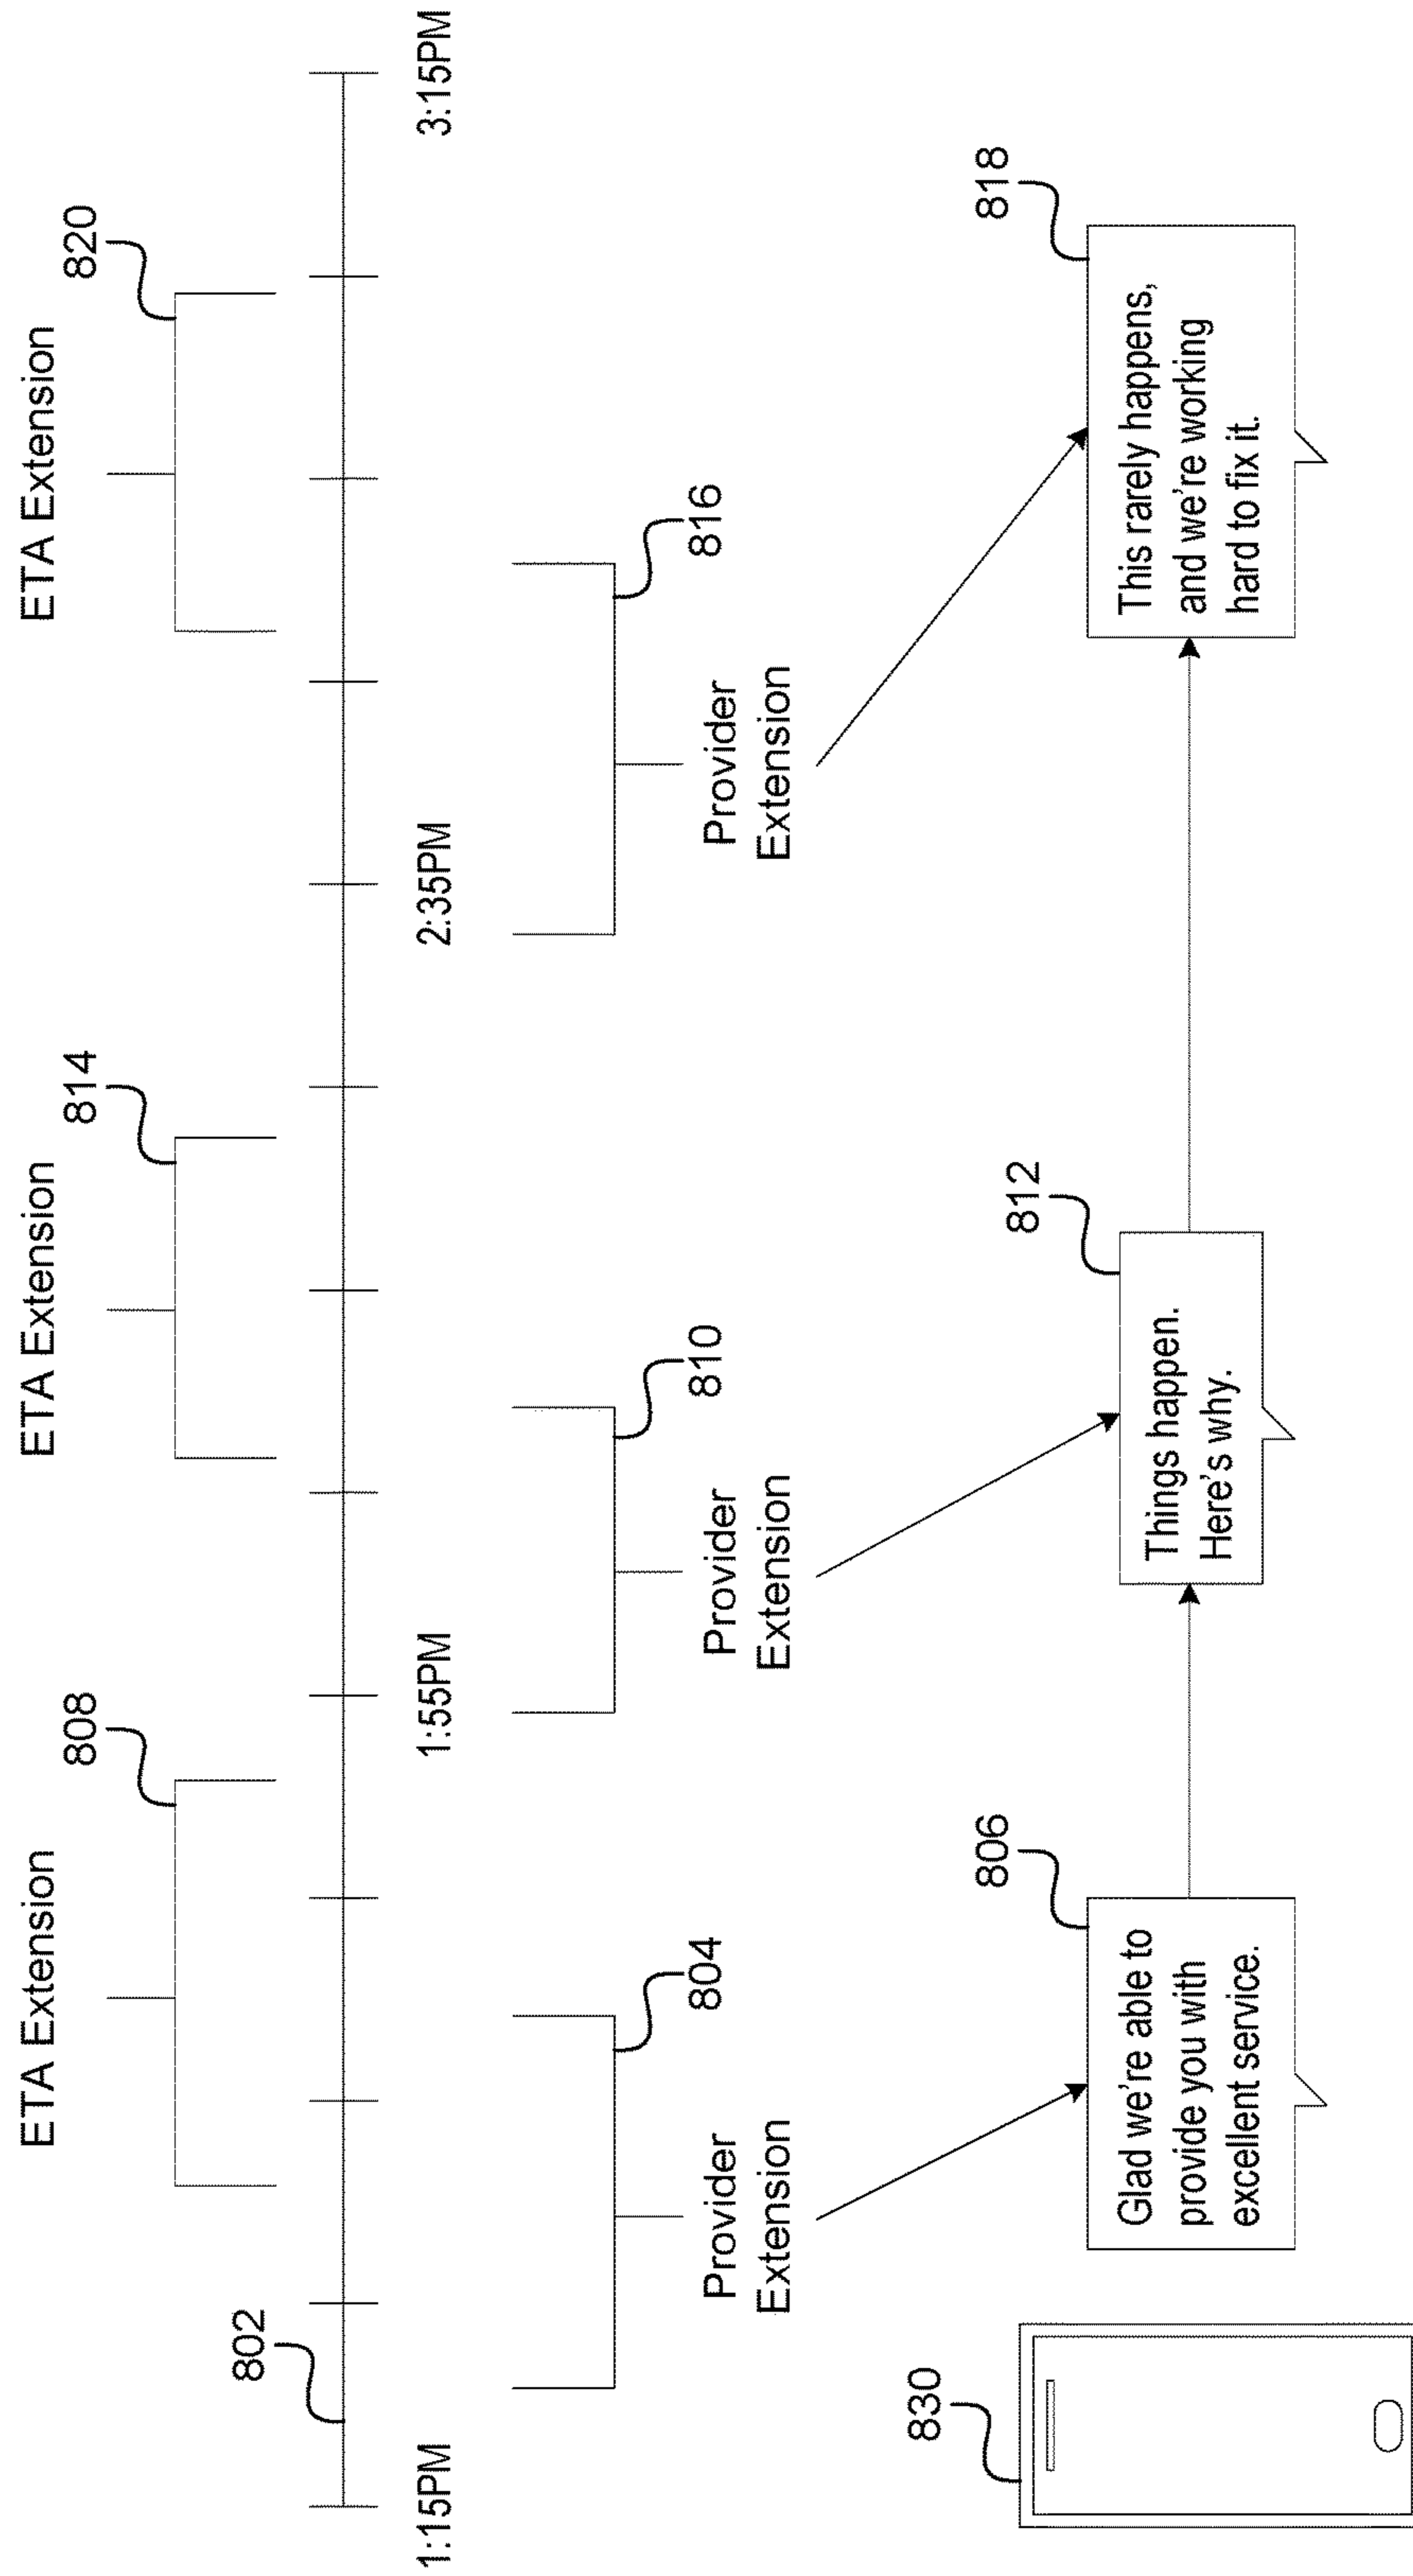 ETA Extension
ETA Extension
ETA Extension
808
814
820
802
1:15PM
1:55PM
2:35PM
3:15PM
804
810
816
Provider
Extension
Provider
Extension
Provider
Extension
830
806
812
818
Glad we're able to
provide you with
excellent service.
Things happen.
Here's why.
This rarely happens,
and we're working
hard to fix it.